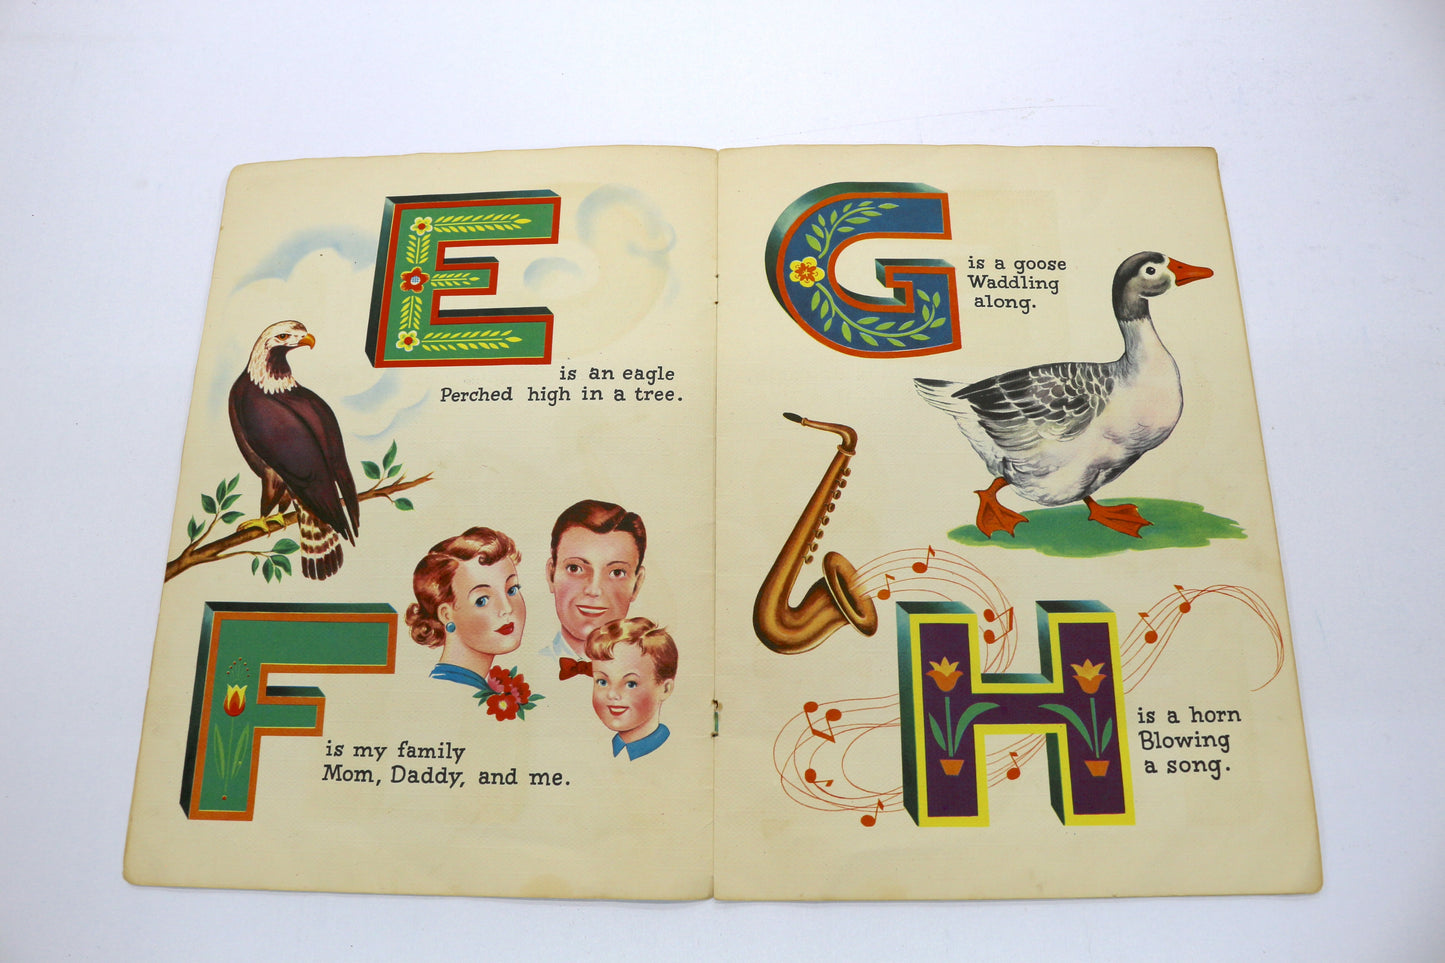 E
is an eagle
Perched high in a tree.
F
is my family
Mom, Daddy, and me.
G
is a goose
Waddling
along.
H
is a horn
Blowing
a song.